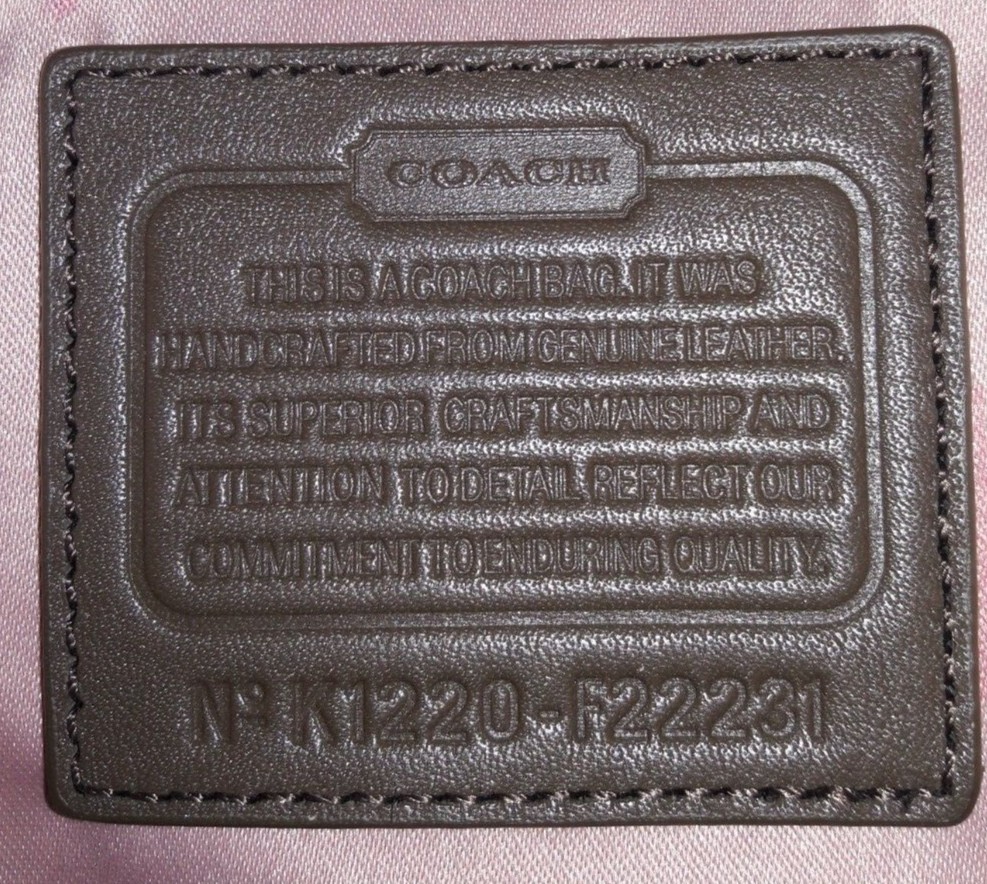 COACH
THIS IS A COACH BAG. IT WAS
HANDCRAFTED FROM GENUINE LEATHER.
ITS SUPERIOR CRAFTSMANSHIP AND
ATTENTION TO DETAIL REFLECT OUR
COMMITMENT TO ENDURING QUALITY.
Nº K1220-F22231